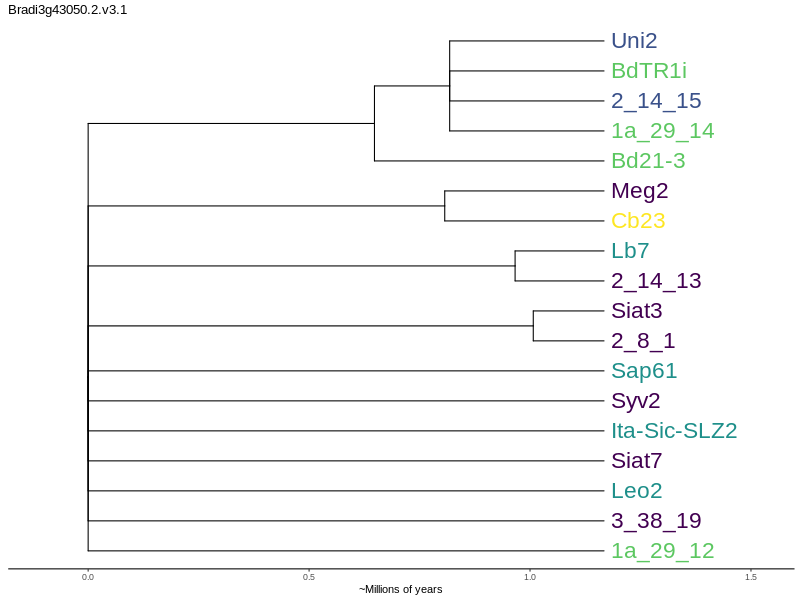 Bradi3g43050.2.v3.1
Uni2
BdTR1i
2_14_15
1a_29_14
Bd21-3
Meg2
Cb23
Lb7
2_14_13
Siat3
2_8_1
Sap61
Syv2
Ita-Sic-SLZ2
Siat7
Leo2
3_38_19
1a_29_12
0.0 0.5 1.0 1.5
~Millions of years